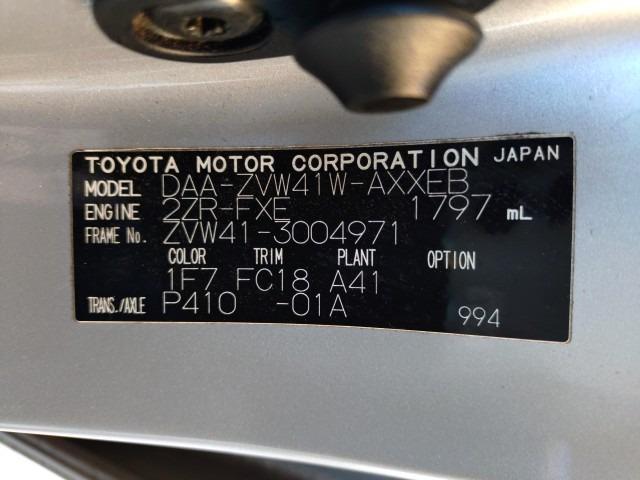 TOYOTA MOTOR CORPORATION JAPAN
MODEL DAA-ZVW41W-AXXEB
ENGINE 2ZR-FXE 1797 mL
FRAME No. ZVW41-3004971
COLOR TRIM PLANT OPTION
1F7 FC18 A41
TRANS./AXLE P410 -01A 994